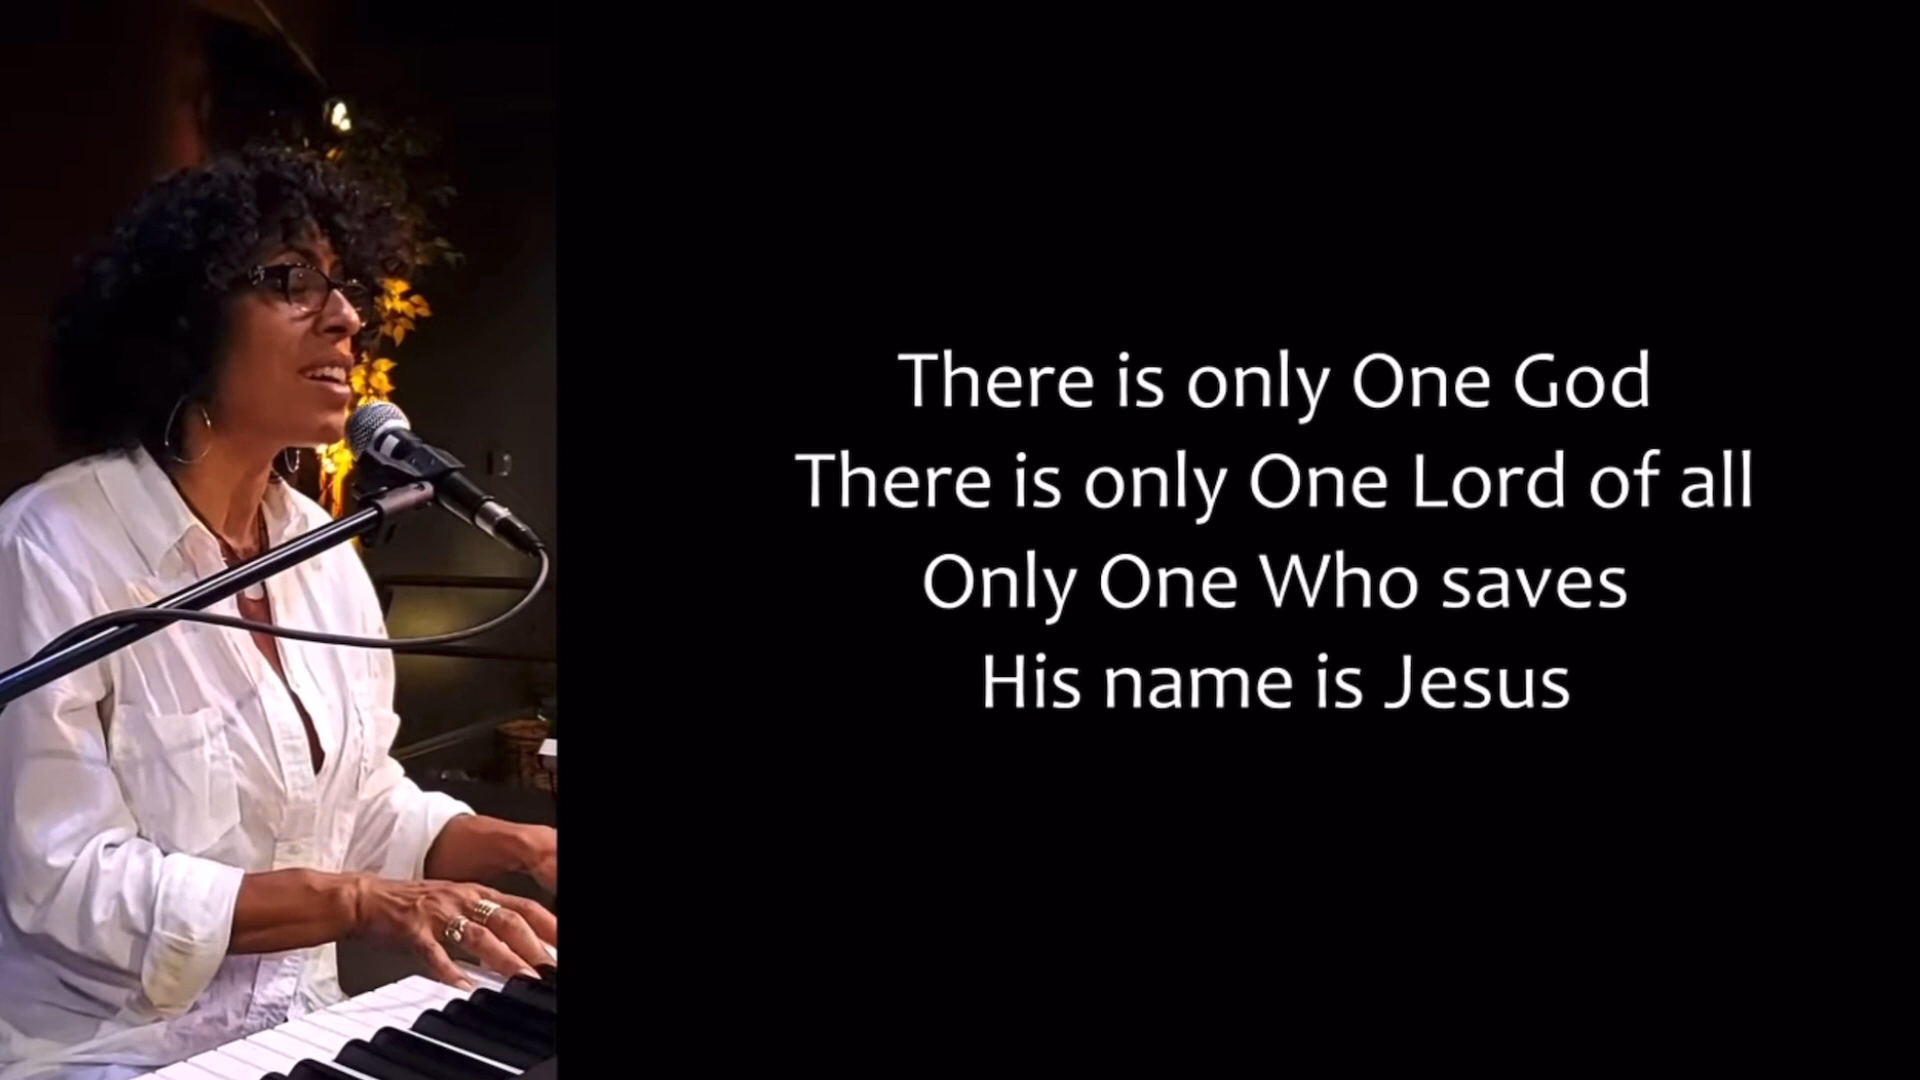 There is only One God
There is only One Lord of all
Only One Who saves
His name is Jesus